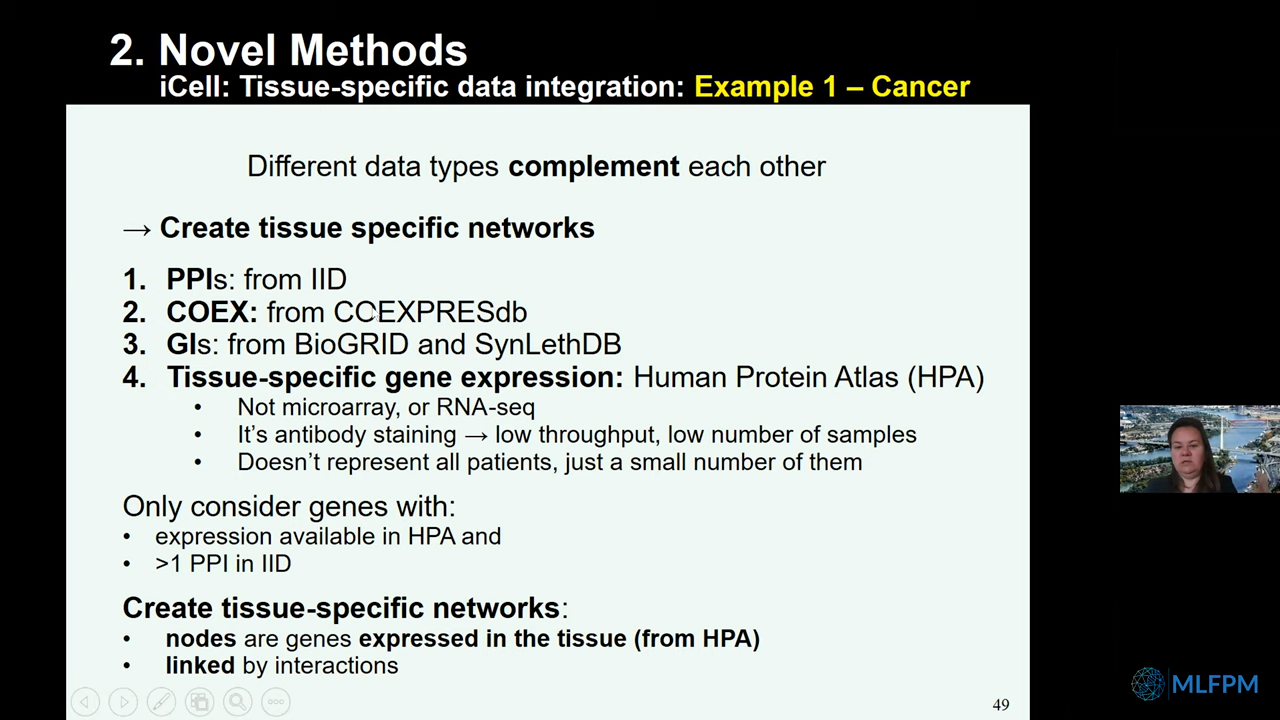 2. Novel Methods
iCell: Tissue-specific data integration: Example 1 – Cancer
Different data types complement each other
→ Create tissue specific networks
1. PPIs: from IID
2. COEX: from COEXPRESdb
3. GIs: from BioGRID and SynLethDB
4. Tissue-specific gene expression: Human Protein Atlas (HPA)
• Not microarray, or RNA-seq
• It's antibody staining → low throughput, low number of samples
• Doesn't represent all patients, just a small number of them
Only consider genes with:
• expression available in HPA and
• >1 PPI in IID
Create tissue-specific networks:
• nodes are genes expressed in the tissue (from HPA)
• linked by interactions
49
MLFPM